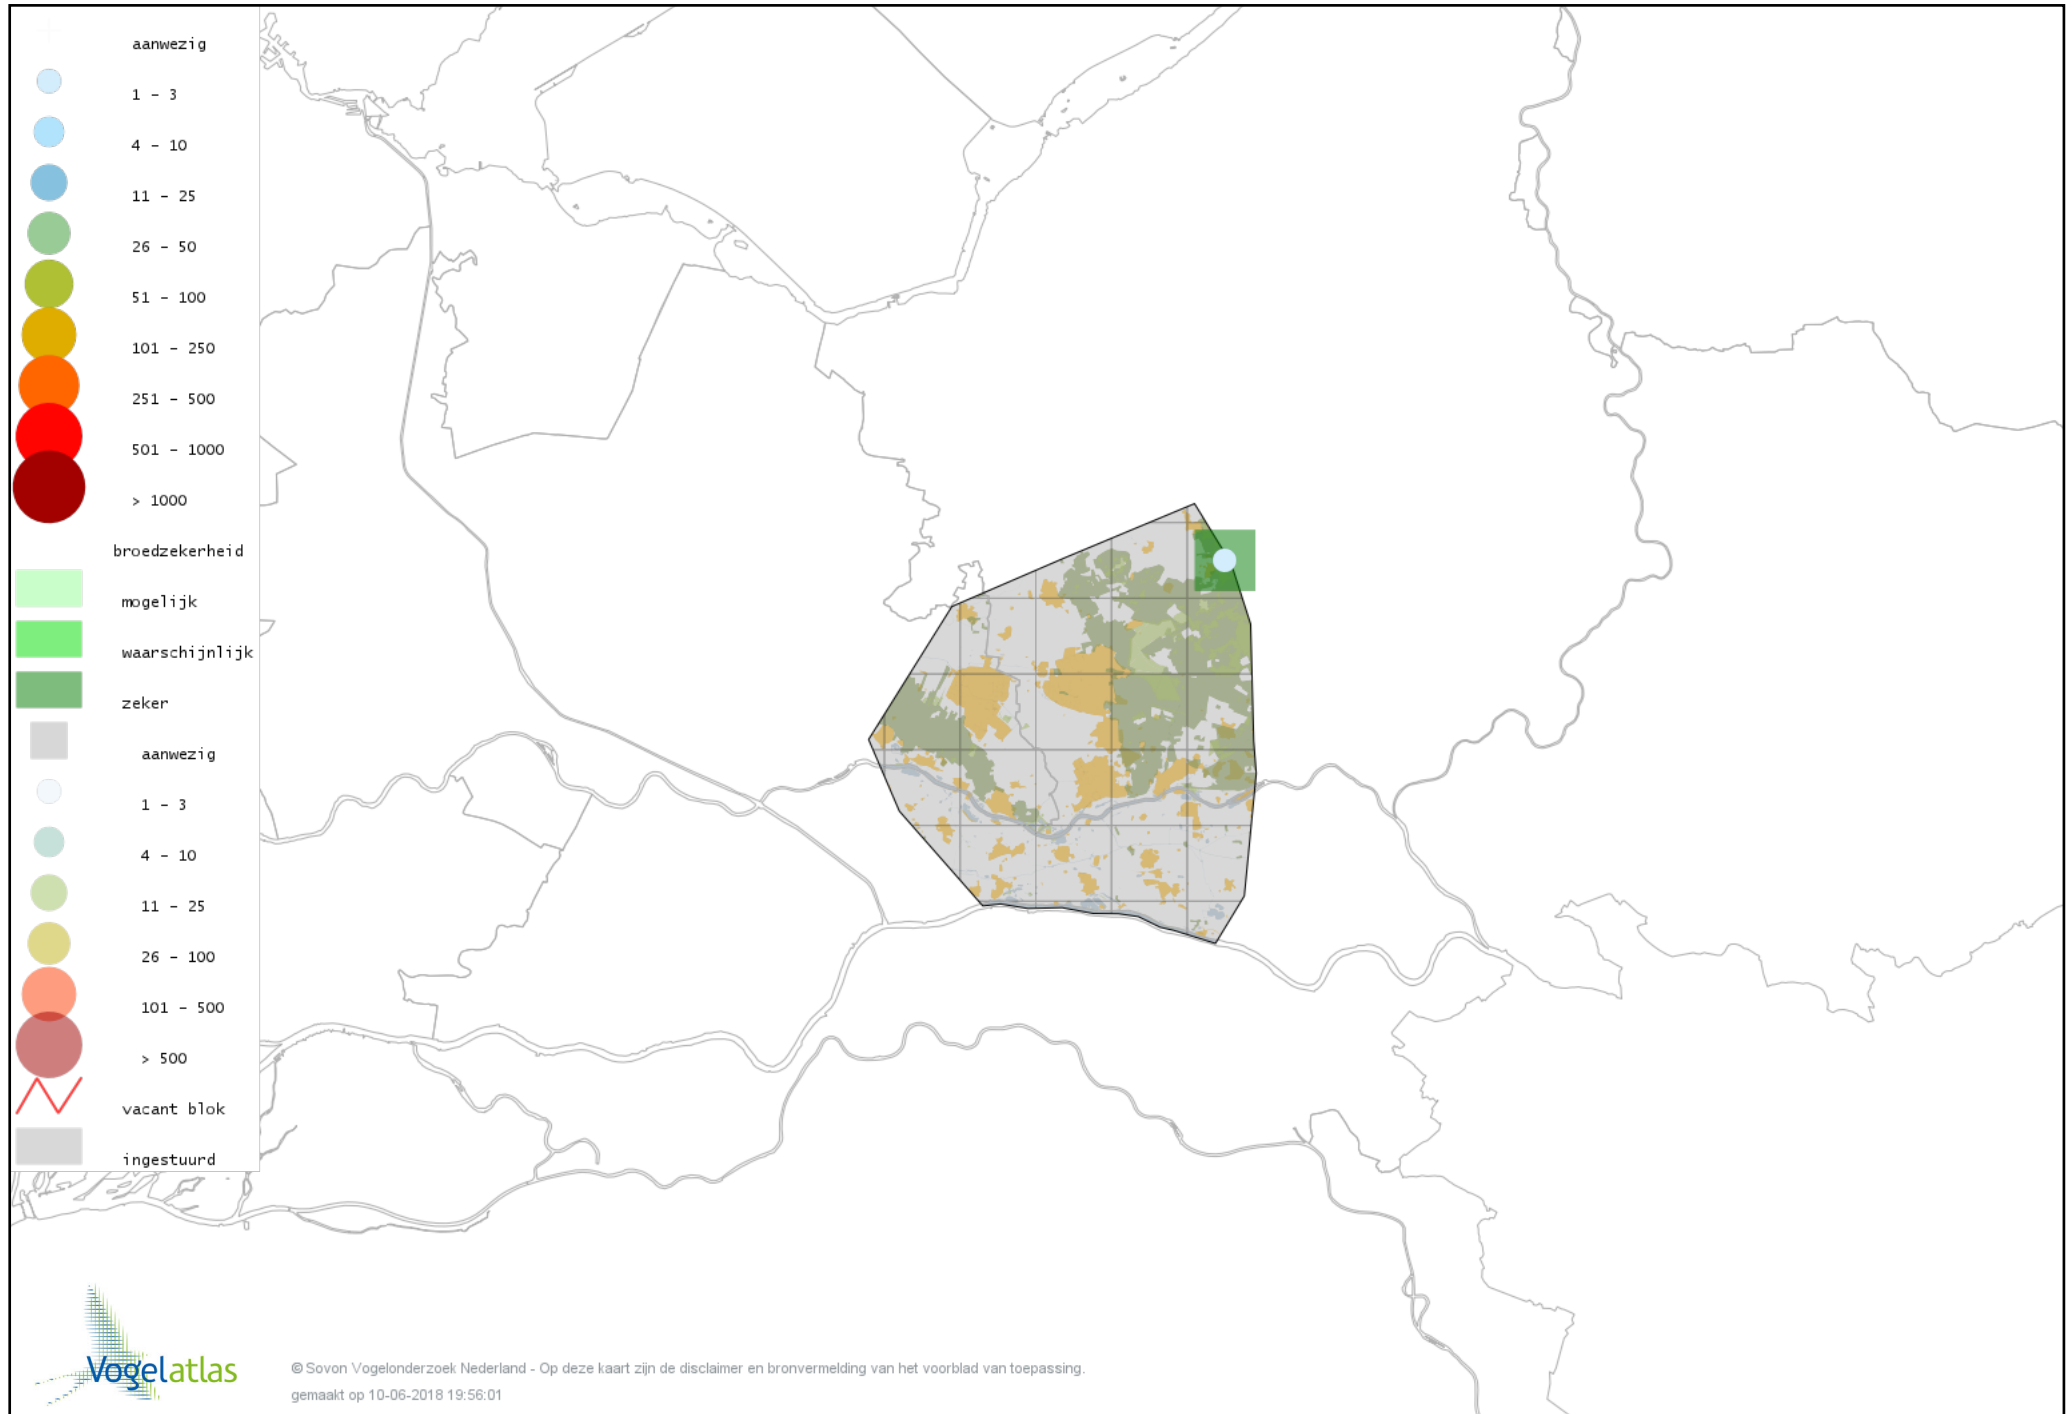 aanwezig
1 - 3
4 - 10
11 - 25
26 - 50
51 - 100
101 - 250
251 - 500
501 - 1000
> 1000
broedzekerheid
mogelijk
waarschijnlijk
zeker
aanwezig
1 - 3
4 - 10
11 - 25
26 - 100
101 - 500
> 500
vacant blok
ingestuurd
Vogelatlas
© Sovon Vogelonderzoek Nederland - Op deze kaart zijn de disclaimer en bronvermelding van het voorblad van toepassing.
gemaakt op 10-06-2018 19:56:01